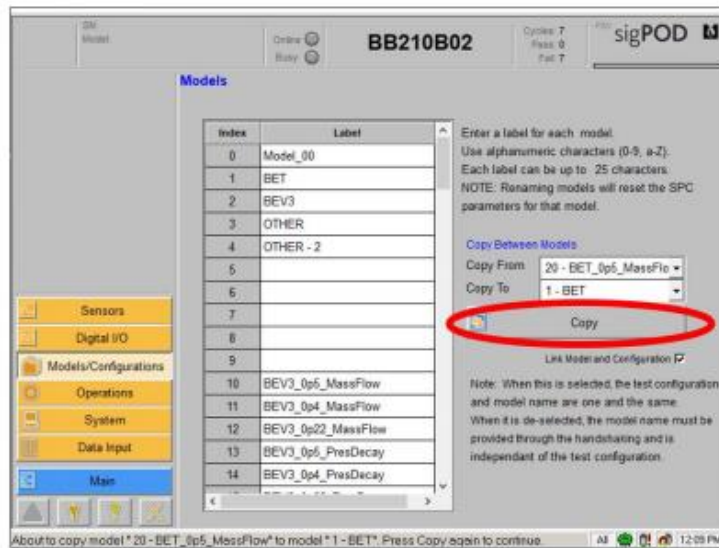 SN
Model
Online
Busy
BB210B02
Cycles: 7
Pass: 0
Fail: 7
sigPOD
Models
Index Label
0 Model_00
1 BET
2 BEV3
3 OTHER
4 OTHER - 2
5
6
7
8
9
10 BEV3_0p5_MassFlow
11 BEV3_0p4_MassFlow
12 BEV3_0p22_MassFlow
13 BEV3_0p5_PresDecay
14 BEV3_0p4_PresDecay
Enter a label for each model.
Use alphanumeric characters (0-9, a-Z).
Each label can be up to 25 characters.
NOTE: Renaming models will reset the SPC
parameters for that model.
Copy Between Models
Copy From 20 - BET_0p5_MassFlo
Copy To 1 - BET
Copy
Link Model and Configuration
Note: When this is selected, the test configuration
and model name are one and the same.
When it is de-selected, the model name must be
provided through the handshaking and is
independant of the test configuration.
Sensors
Digital I/O
Models/Configurations
Operations
System
Data Input
Main
About to copy model " 20 - BET_0p5_MassFlow" to model " 1 - BET". Press Copy again to continue.
All
12:09 PM